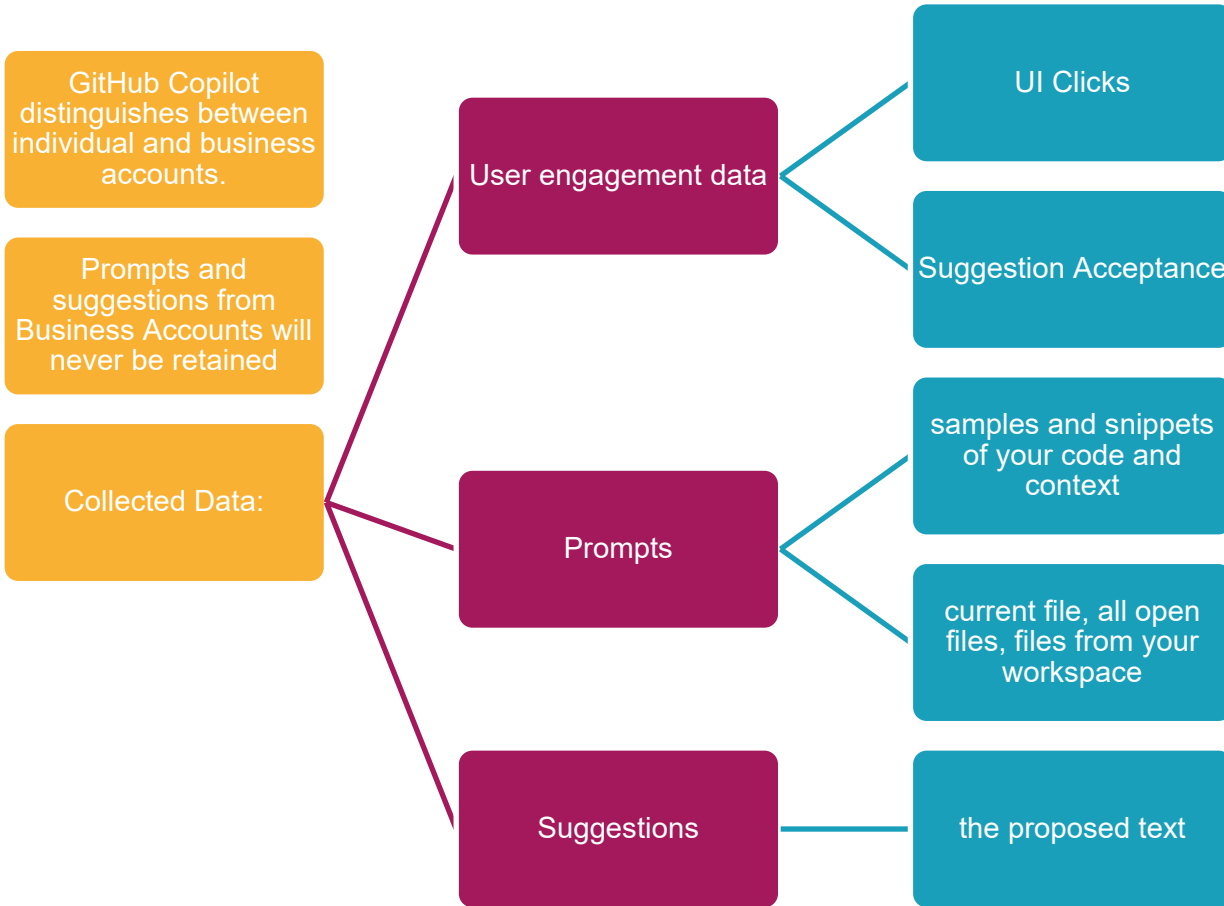 GitHub Copilot
distinguishes between
individual and business
accounts.
Prompts and
suggestions from
Business Accounts will
never be retained
Collected Data:
User engagement data
UI Clicks
Suggestion Acceptance
Prompts
samples and snippets
of your code and
context
current file, all open
files, files from your
workspace
Suggestions
the proposed text